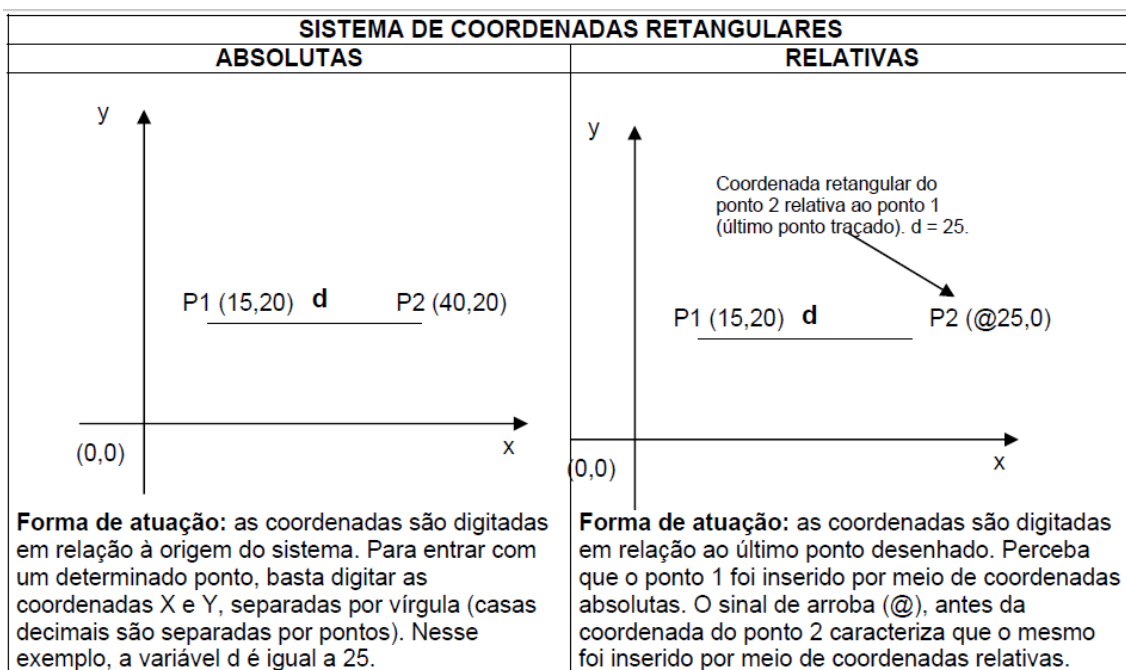 SISTEMA DE COORDENADAS RETANGULARES
ABSOLUTAS
y
P1 (15,20) d P2 (40,20)
(0,0)
x
Forma de atuação: as coordenadas são digitadas
em relação à origem do sistema. Para entrar com
um determinado ponto, basta digitar as
coordenadas X e Y, separadas por vírgula (casas
decimais são separadas por pontos). Nesse
exemplo, a variável d é igual a 25.
RELATIVAS
y
Coordenada retangular do
ponto 2 relativa ao ponto 1
(último ponto traçado). d = 25.
P1 (15,20) d P2 (@25,0)
(0,0)
x
Forma de atuação: as coordenadas são digitadas
em relação ao último ponto desenhado. Perceba
que o ponto 1 foi inserido por meio de coordenadas
absolutas. O sinal de arroba (@), antes da
coordenada do ponto 2 caracteriza que o mesmo
foi inserido por meio de coordenadas relativas.